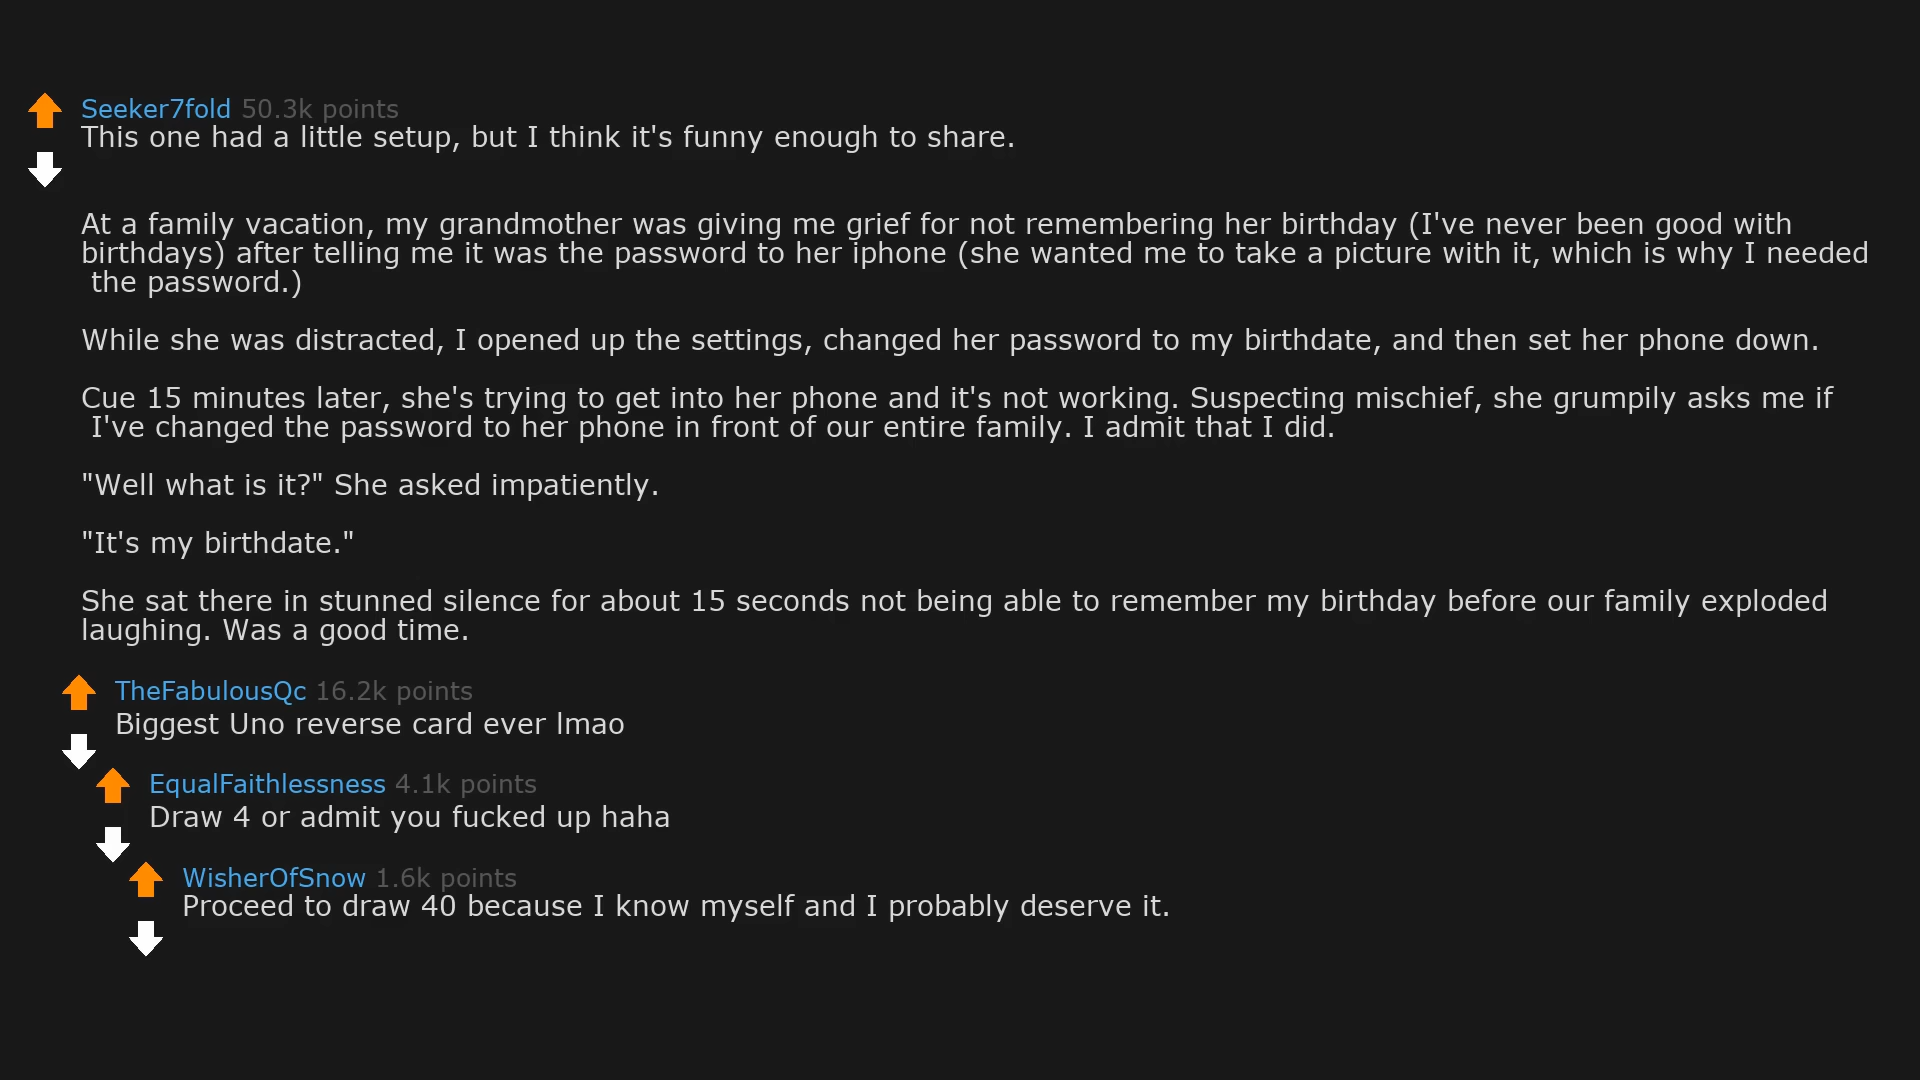 Seeker7fold 50.3k points
This one had a little setup, but I think it's funny enough to share.
At a family vacation, my grandmother was giving me grief for not remembering her birthday (I've never been good with
birthdays) after telling me it was the password to her iphone (she wanted me to take a picture with it, which is why I needed
the password.)
While she was distracted, I opened up the settings, changed her password to my birthdate, and then set her phone down.
Cue 15 minutes later, she's trying to get into her phone and it's not working. Suspecting mischief, she grumpily asks me if
I've changed the password to her phone in front of our entire family. I admit that I did.
"Well what is it?" She asked impatiently.
"It's my birthdate."
She sat there in stunned silence for about 15 seconds not being able to remember my birthday before our family exploded
laughing. Was a good time.
TheFabulousQc 16.2k points
Biggest Uno reverse card ever lmao
EqualFaithlessness 4.1k points
Draw 4 or admit you fucked up haha
WisherOfSnow 1.6k points
Proceed to draw 40 because I know myself and I probably deserve it.